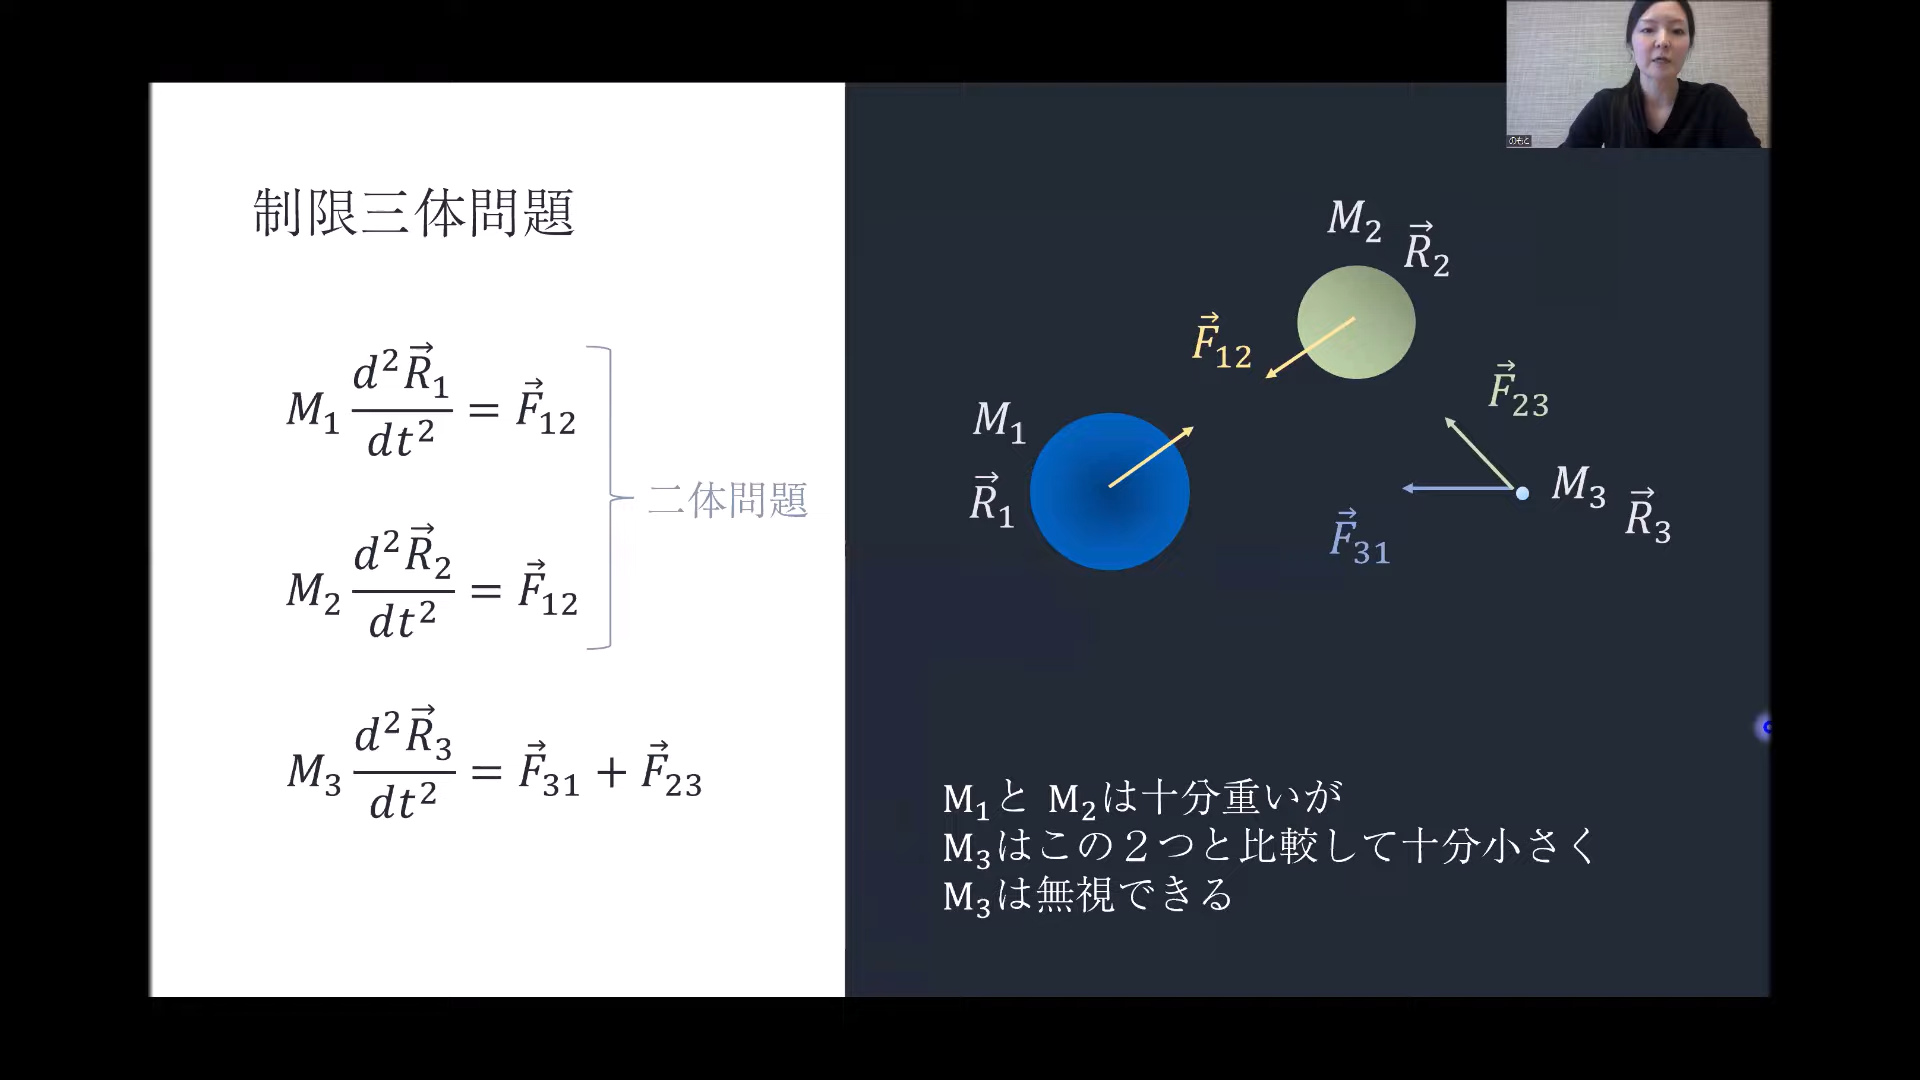 制限三体問題
M₁ d²R⃗₁/dt² = F⃗₁₂
M₂ d²R⃗₂/dt² = F⃗₁₂
二体問題
M₃ d²R⃗₃/dt² = F⃗₃₁ + F⃗₂₃
のもと
M₂ R⃗₂
F⃗₁₂
F⃗₂₃
M₁
R⃗₁
M₃ R⃗₃
F⃗₃₁
M₁と M₂は十分重いが
M₃はこの２つと比較して十分小さく
M₃は無視できる